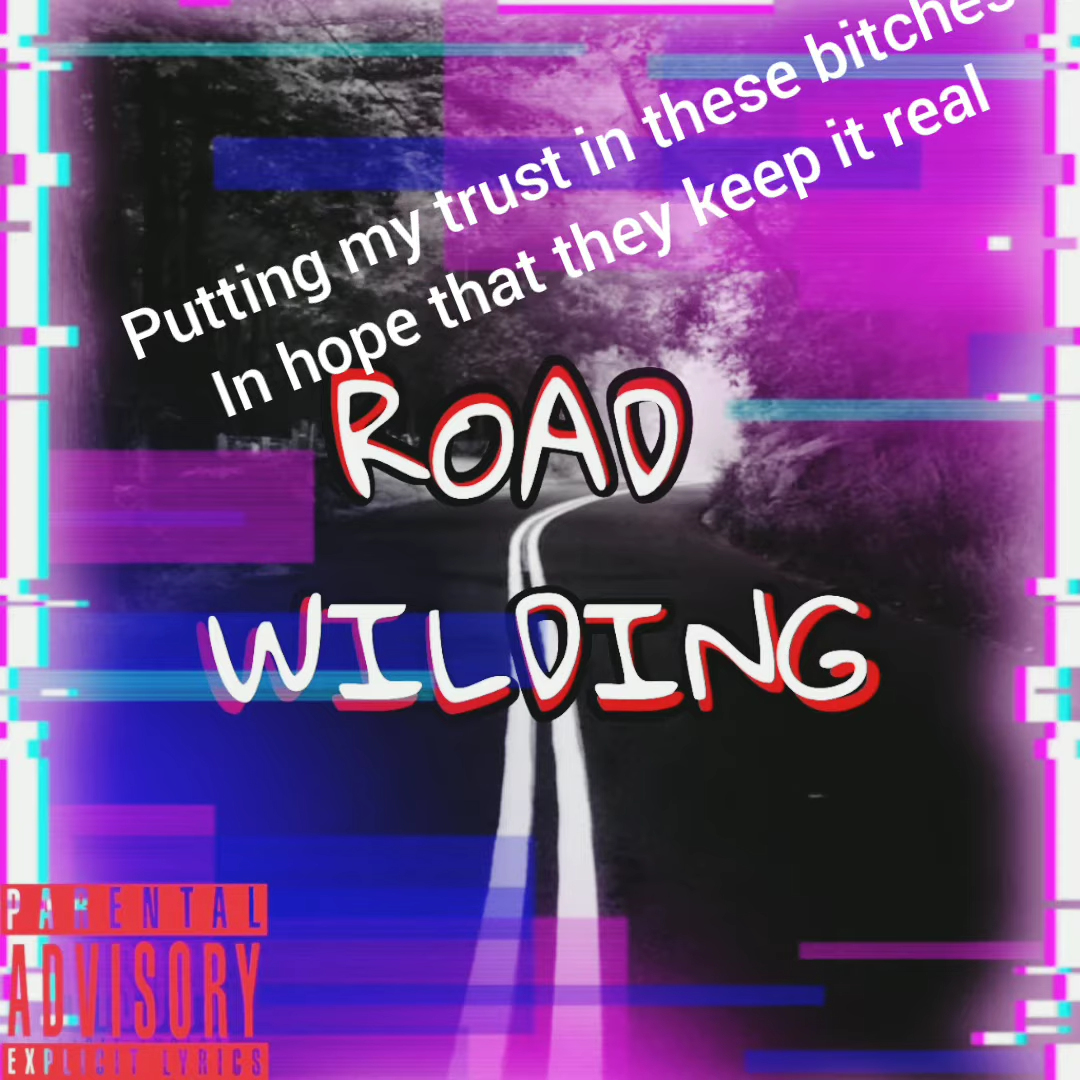 Putting my trust in these bitches
In hope that they keep it real
ROAD
WILDING
PARENTAL
ADVISORY
EXPLICIT LYRICS